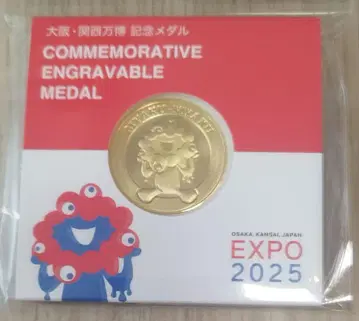 大阪・関西万博 記念メダル
COMMEMORATIVE
ENGRAVABLE
MEDAL
OSAKA, KANSAI, JAPAN
EXPO
2025